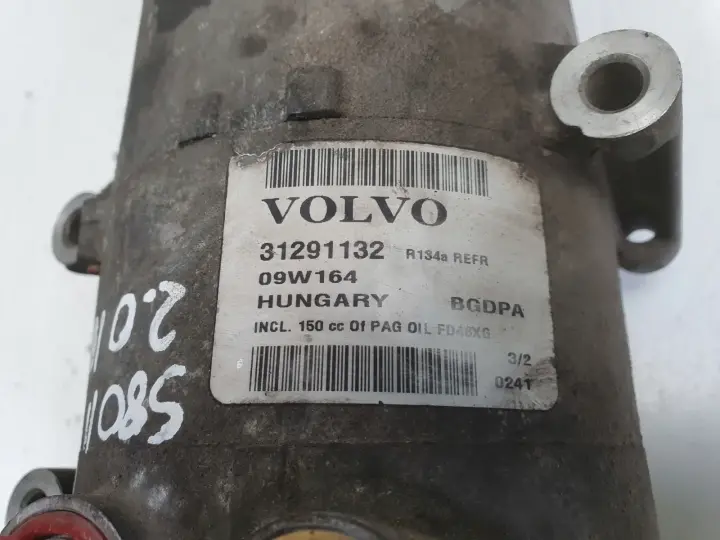 VOLVO
31291132 R134a REFR
09W164
HUNGARY BGDPA
INCL. 150 cc Of PAG OIL FD46XG
3/2
0241
2.0
S80